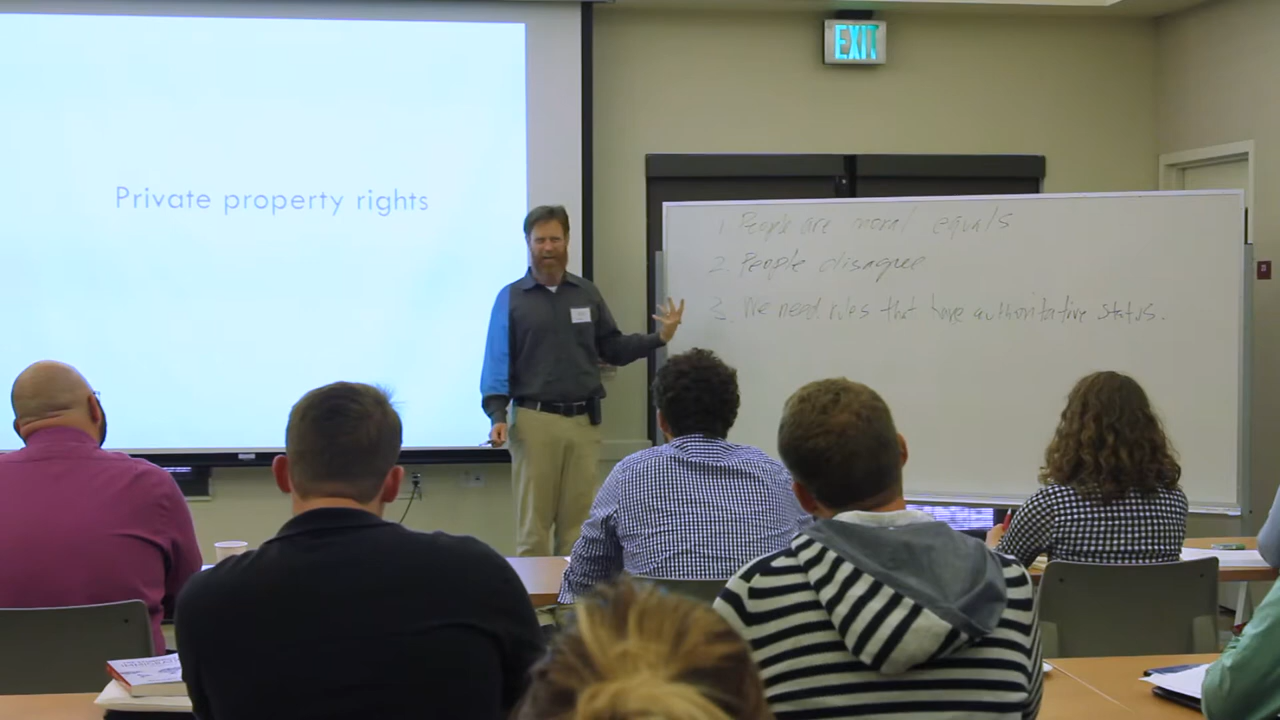 EXIT
Private property rights
1. People are moral equals
2. People disagree
3. We need rules that have authoritative status.